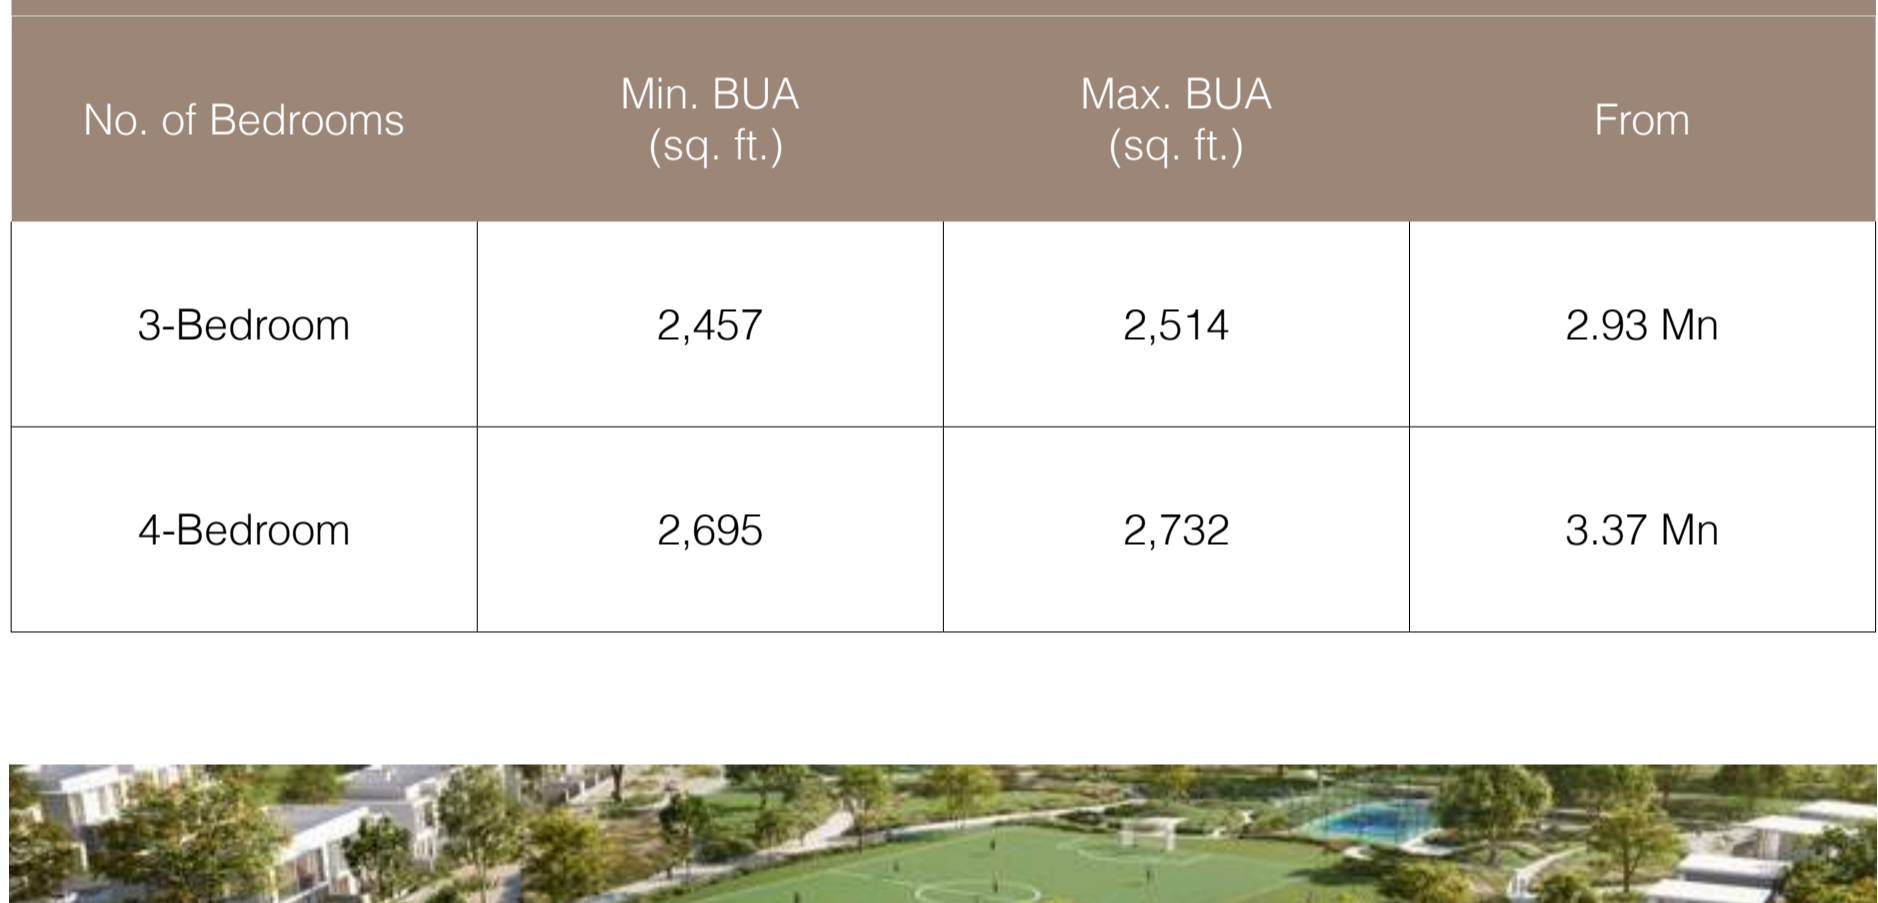 No. of Bedrooms
Min. BUA
(sq. ft.)
Max. BUA
(sq. ft.)
From
3-Bedroom
2,457
2,514
2.93 Mn
4-Bedroom
2,695
2,732
3.37 Mn